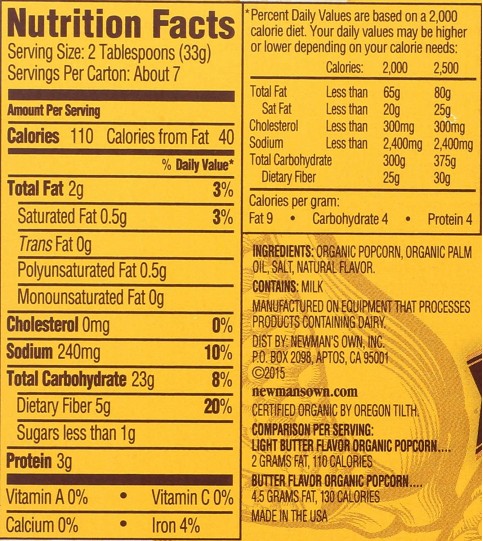 Nutrition Facts
Serving Size: 2 Tablespoons (33g)
Servings Per Carton: About 7
Amount Per Serving
Calories 110 Calories from Fat 40
% Daily Value*
Total Fat 2g 3%
Saturated Fat 0.5g 3%
Trans Fat 0g
Polyunsaturated Fat 0.5g
Monounsaturated Fat 0g
Cholesterol 0mg 0%
Sodium 240mg 10%
Total Carbohydrate 23g 8%
Dietary Fiber 5g 20%
Sugars less than 1g
Protein 3g
Vitamin A 0% • Vitamin C 0%
Calcium 0% • Iron 4%
*Percent Daily Values are based on a 2,000
calorie diet. Your daily values may be higher
or lower depending on your calorie needs:
Calories: 2,000 2,500
Total Fat Less than 65g 80g
Sat Fat Less than 20g 25g
Cholesterol Less than 300mg 300mg
Sodium Less than 2,400mg 2,400mg
Total Carbohydrate 300g 375g
Dietary Fiber 25g 30g
Calories per gram:
Fat 9 • Carbohydrate 4 • Protein 4
INGREDIENTS: ORGANIC POPCORN, ORGANIC PALM
OIL, SALT, NATURAL FLAVOR.
CONTAINS: MILK
MANUFACTURED ON EQUIPMENT THAT PROCESSES
PRODUCTS CONTAINING DAIRY.
DIST BY: NEWMAN'S OWN, INC.
P.O. BOX 2098, APTOS, CA 95001
©2015
newmansown.com
CERTIFIED ORGANIC BY OREGON TILTH.
COMPARISON PER SERVING:
LIGHT BUTTER FLAVOR ORGANIC POPCORN....
2 GRAMS FAT, 110 CALORIES
BUTTER FLAVOR ORGANIC POPCORN....
4.5 GRAMS FAT, 130 CALORIES
MADE IN THE USA